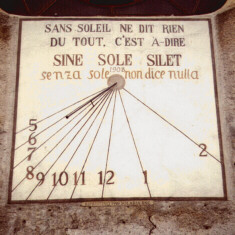 SANS SOLEIL NE DIT RIEN
DU TOUT, C'EST A-DIRE
SINE SOLE SILET
senza sole non dice nulla
5
6
7
8 9 10 11 12 1 2